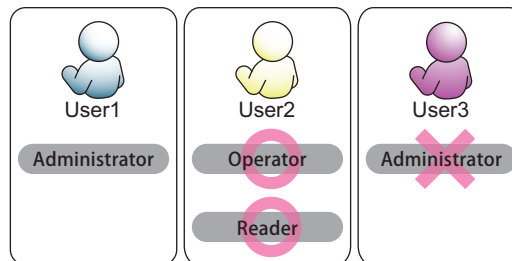 User1
Administrator
User2
Operator
Reader
User3
Administrator